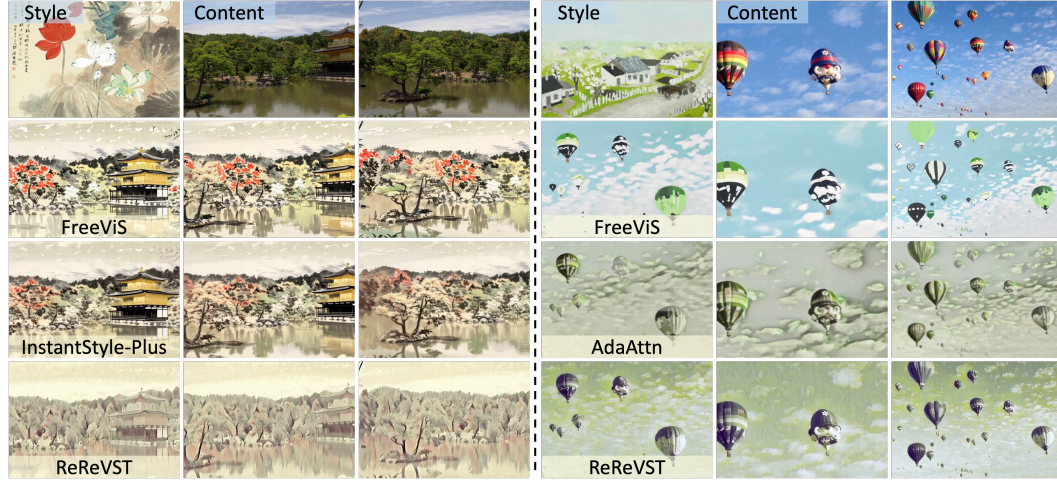 Style
Content
Style
Content
FreeViS
FreeViS
InstantStyle-Plus
AdaAttn
ReReVST
ReReVST